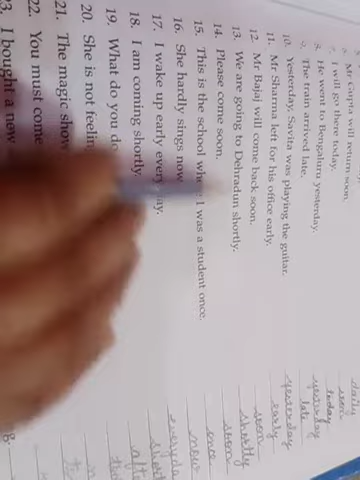 Mr Gupta will return soon. soon
I will go there today. today
8. He went to Bengaluru yesterday. yesterday
9. The train arrived late. late
10. Yesterday, Savita was playing the guitar. yesterday
11. Mr Sharma left for his office early. early
12. Mr Bajaj will come back soon. soon
13. We are going to Dehradun shortly. shortly
14. Please come soon. soon
15. This is the school I was a student once. once
16. She hardly sings now now
17. I wake up early everyday
18. I am coming shortly.
19. What do you do
20. She is not
21. The magic show
22. You must come
I bought a new
daily